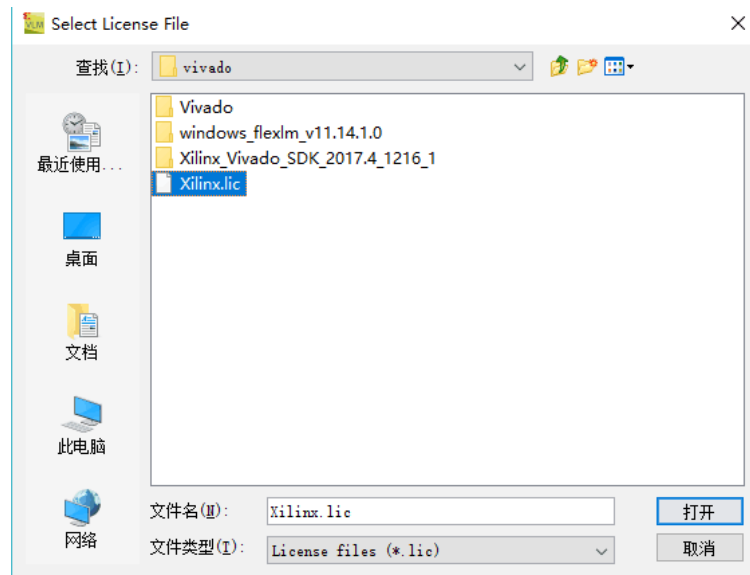 VLM Select License File
查找(I):
vivado
Vivado
windows_flexlm_v11.14.1.0
Xilinx_Vivado_SDK_2017.4_1216_1
Xilinx.lic
最近使用...
桌面
文档
此电脑
网络
文件名(N):
Xilinx.lic
打开
文件类型(T):
License files (*.lic)
取消